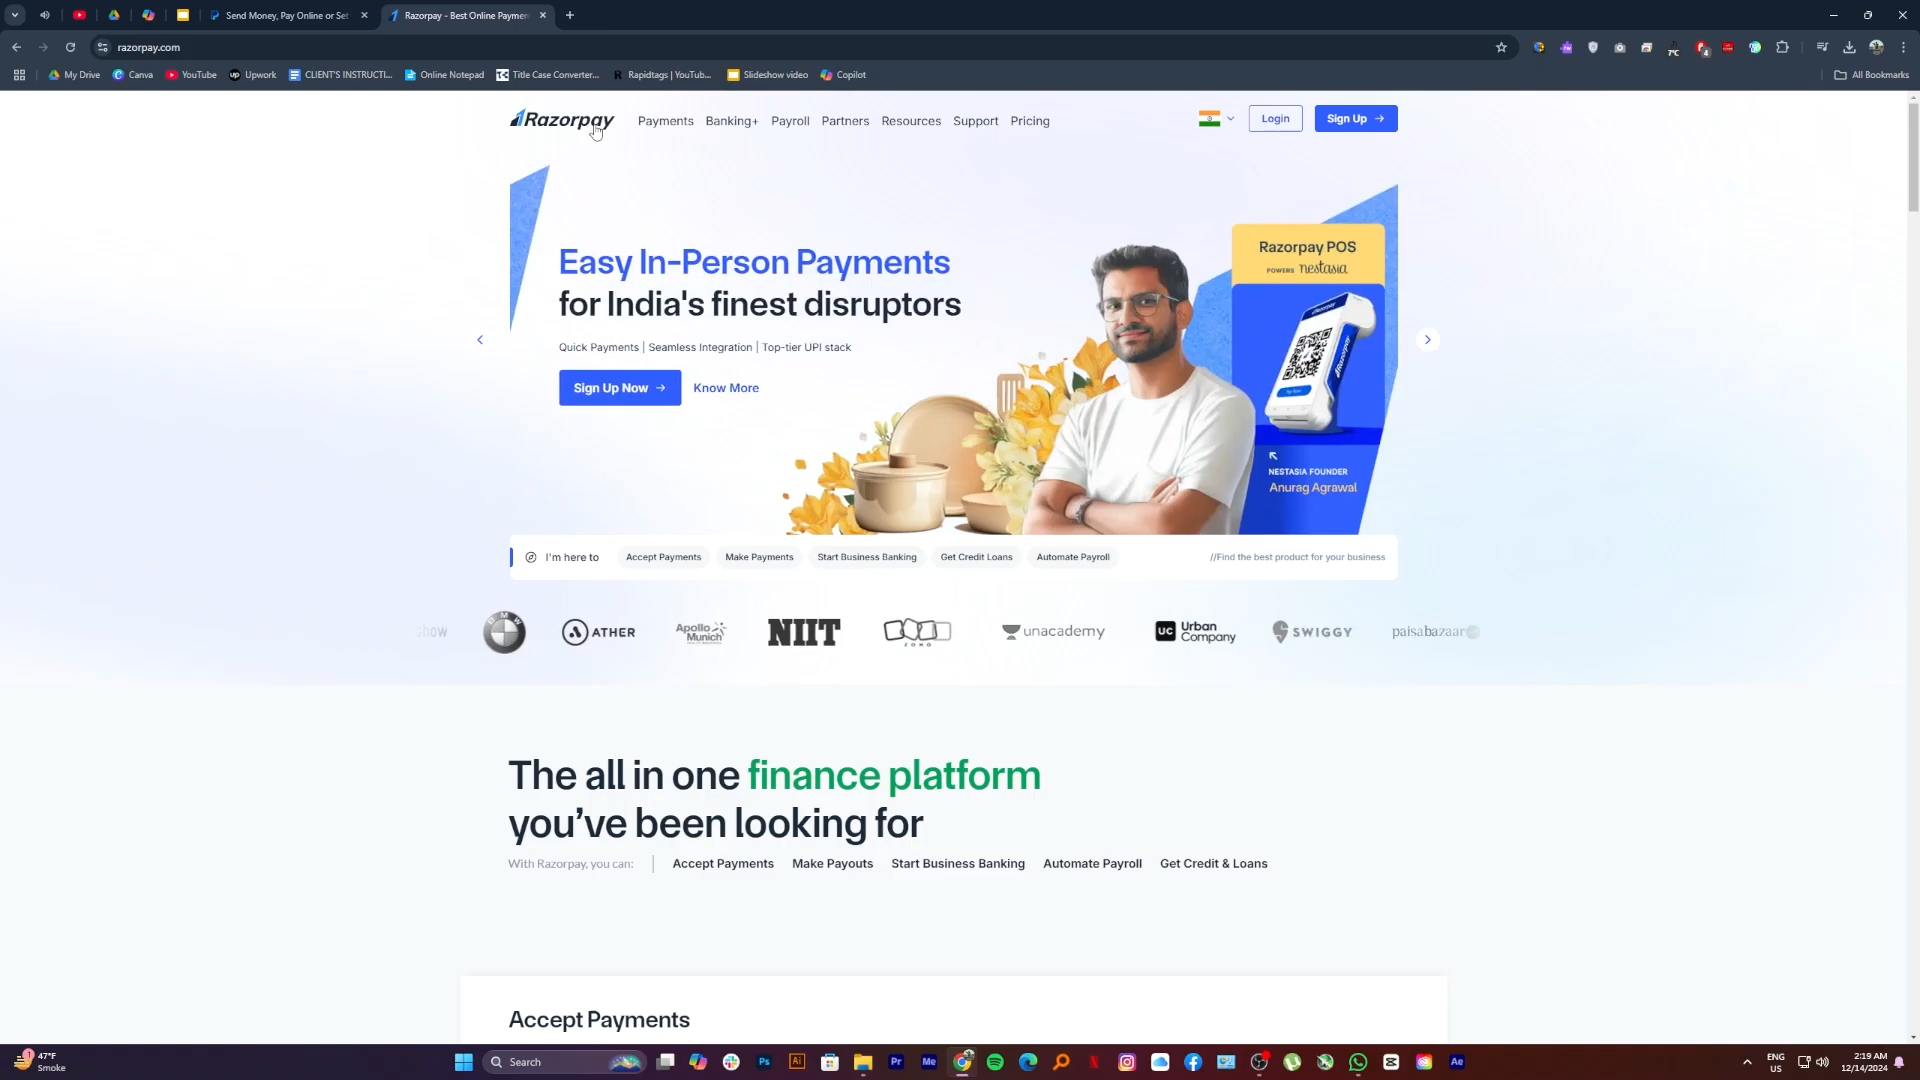 Send Money, Pay Online or Set
Razorpay - Best Online Paymen
razorpay.com
My Drive
Canva
YouTube
Upwork
CLIENT'S INSTRUCTI...
Online Notepad
Title Case Converter...
Rapidtags | YouTub...
Slideshow video
Copilot
All Bookmarks
Razorpay
Payments
Banking+
Payroll
Partners
Resources
Support
Pricing
Login
Sign Up
Easy In-Person Payments
for India's finest disruptors
Quick Payments | Seamless Integration | Top-tier UPI stack
Sign Up Now
Know More
Razorpay POS
POWERS nestasia
NESTASIA FOUNDER
Anurag Agrawal
I'm here to
Accept Payments
Make Payments
Start Business Banking
Get Credit Loans
Automate Payroll
//Find the best product for your business
BMW
ATHER
Apollo
Munich
NIIT
ZOHO
unacademy
UC Urban
Company
SWIGGY
paisabazaar
The all in one finance platform
you've been looking for
With Razorpay, you can:
Accept Payments
Make Payouts
Start Business Banking
Automate Payroll
Get Credit & Loans
Accept Payments
47°F
Smoke
Search
ENG
US
2:19 AM
12/14/2024